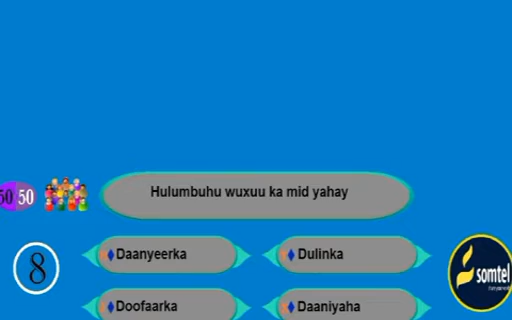 Hulumbuhu wuxuu ka mid yahay
50 50
8
Daanyeerka
Dulinka
somtel
Doofaarka
Daaniyaha